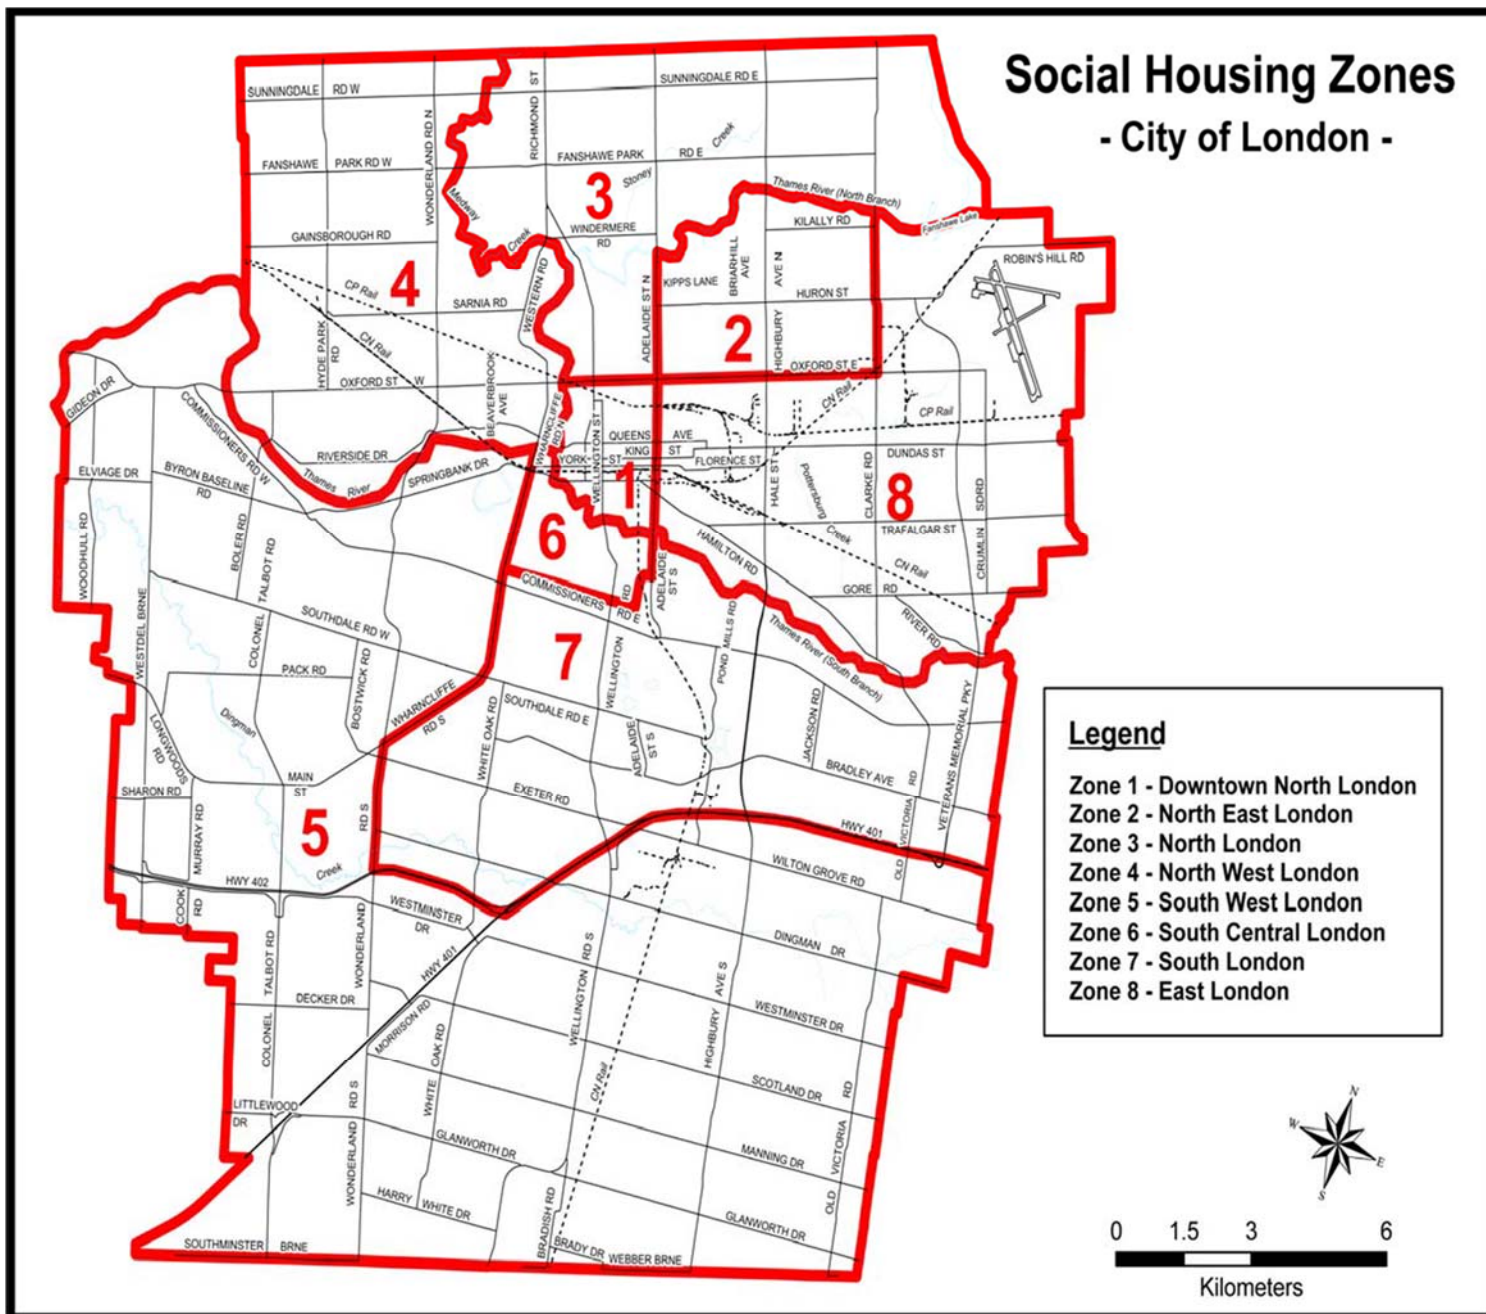 Social Housing Zones
- City of London -
SUNNINGDALE RD W
SUNNINGDALE RD E
RICHMOND ST
WONDERLAND RD N
FANSHAWE PARK RD W
FANSHAWE PARK RD E
Stoney Creek
3
Medway Creek
Thames River (North Branch)
Fanshawe Lake
KILALLY RD
WINDERMERE RD
GAINSBOROUGH RD
ROBIN'S HILL RD
BRIARHILL AVE
HIGHBURY AVE N
KIPPS LANE
ADELAIDE ST N
WESTERN RD
4
CP Rail
SARNIA RD
HURON ST
2
CN Rail
HYDE PARK RD
OXFORD ST W
OXFORD ST E
BEAVERBROOK AVE
GIDEON DR
COMMISSIONERS RD W
CN Rail
CP Rail
WHARNCLIFFE RD N
WELLINGTON ST
QUEENS AVE
KING ST
YORK ST
FLORENCE ST
DUNDAS ST
RIVERSIDE DR
SPRINGBANK DR
Thames River
ELVIAGE DR
BYRON BASELINE RD
1
HALE ST
Pottersburg Creek
CLARKE RD
8
CRUMLIN SDRD
TRAFALGAR ST
6
HAMILTON RD
CN Rail
WOODHULL RD
BOLER RD
COLONEL TALBOT RD
WESTDEL BRNE
COMMISSIONERS RD E
ADELAIDE ST S
GORE RD
RIVER RD
SOUTHDALE RD W
7
WELLINGTON RD
POND MILLS RD
Thames River (South Branch)
PACK RD
BOSTWICK RD
WHARNCLIFFE RD S
WHITE OAK RD
SOUTHDALE RD E
ADELAIDE ST S
JACKSON RD
VETERANS MEMORIAL PKY
LONGWOODS RD
Dingman Creek
MAIN ST
SHARON RD
MURRAY RD
5
BRADLEY AVE
EXETER RD
HWY 401
OLD VICTORIA RD
WILTON GROVE RD
HWY 402
COOK RD
WESTMINSTER DR
HWY 401
DINGMAN DR
COLONEL TALBOT RD
WONDERLAND RD S
WELLINGTON RD S
HIGHBURY AVE S
DECKER DR
MORRISON RD
WHITE OAK RD
WESTMINSTER DR
CN Rail
SCOTLAND DR
LITTLEWOOD DR
WONDERLAND RD S
GLANWORTH DR
MANNING DR
OLD VICTORIA RD
HARRY WHITE DR
BRADISH RD
GLANWORTH DR
SOUTHMINSTER BRNE
BRADY DR
WEBBER BRNE
Legend
Zone 1 - Downtown North London
Zone 2 - North East London
Zone 3 - North London
Zone 4 - North West London
Zone 5 - South West London
Zone 6 - South Central London
Zone 7 - South London
Zone 8 - East London
N
W
E
S
0 1.5 3 6
Kilometers